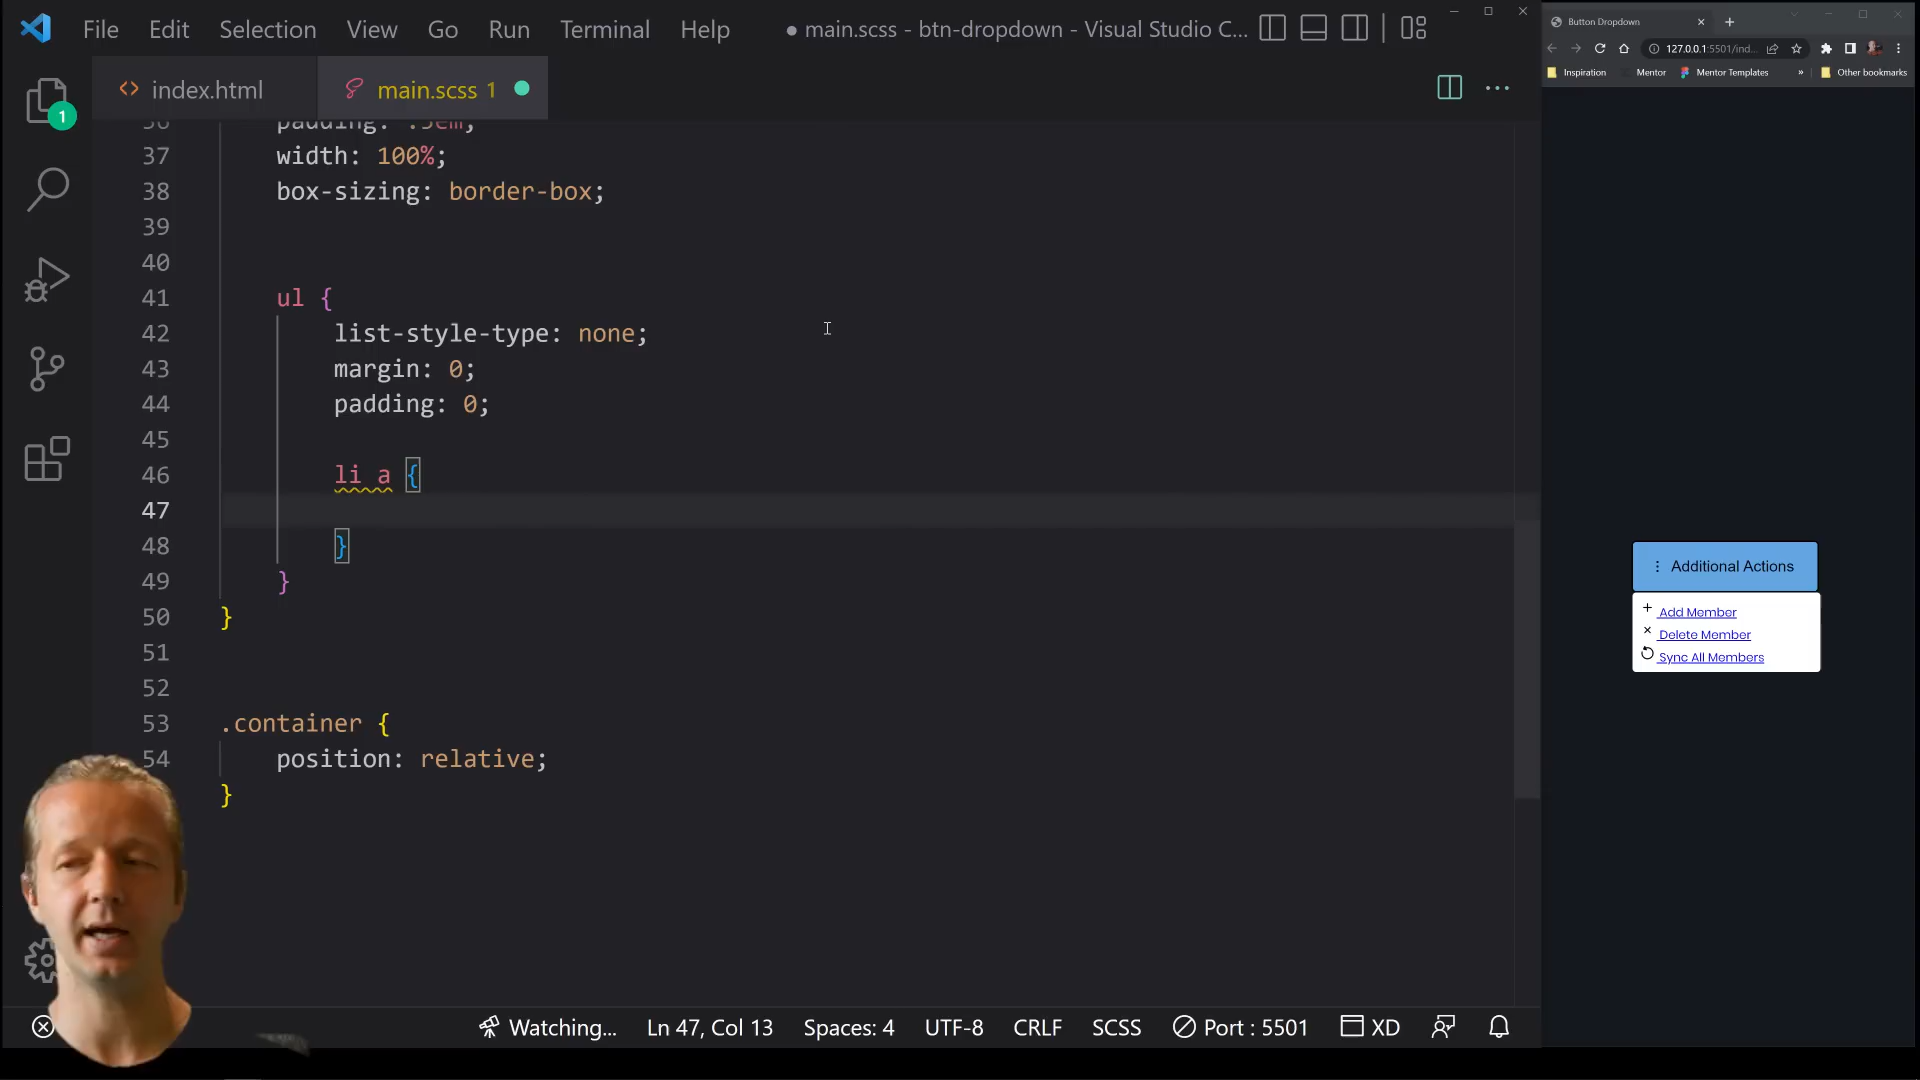 File Edit Selection View Go Run Terminal Help
● main.scss - btn-dropdown - Visual Studio C...
Button Dropdown
127.0.0.1:5501/ind...
Inspiration Mentor Mentor Templates » Other bookmarks
1
index.html
main.scss 1
36 padding: .5em;
37 width: 100%;
38 box-sizing: border-box;
39
40
41 ul {
42 list-style-type: none;
43 margin: 0;
44 padding: 0;
45
46 li a {
47
48 }
49 }
50 }
51
52
53 .container {
54 position: relative;
}
⋮ Additional Actions
+ Add Member
× Delete Member
Sync All Members
Watching... Ln 47, Col 13 Spaces: 4 UTF-8 CRLF SCSS Port : 5501 XD